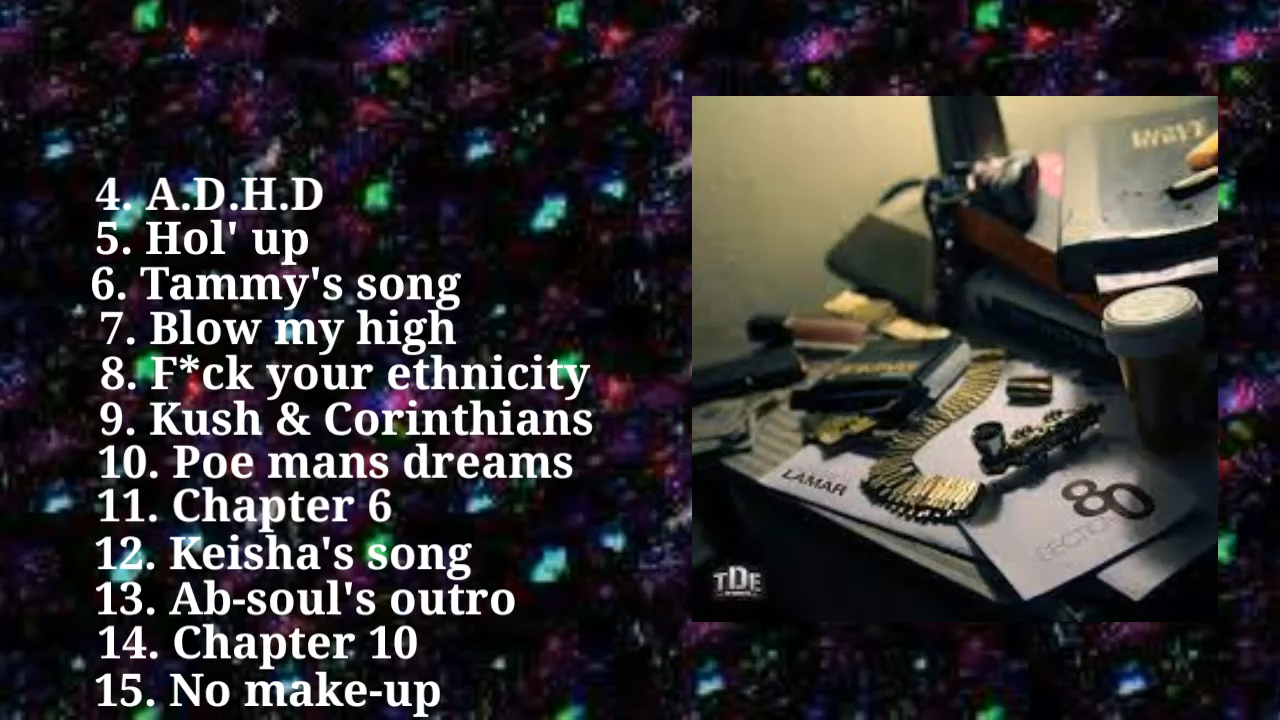 4. A.D.H.D
5. Hol' up
6. Tammy's song
7. Blow my high
8. F*ck your ethnicity
9. Kush & Corinthians
10. Poe mans dreams
11. Chapter 6
12. Keisha's song
13. Ab-soul's outro
14. Chapter 10
15. No make-up
LAMAR
80
SECTION
TDE